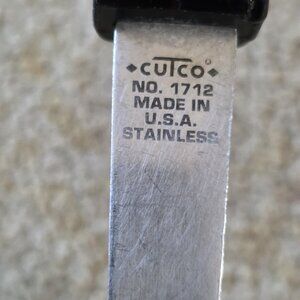 CUTCO®
NO. 1712
MADE IN
U.S.A.
STAINLESS